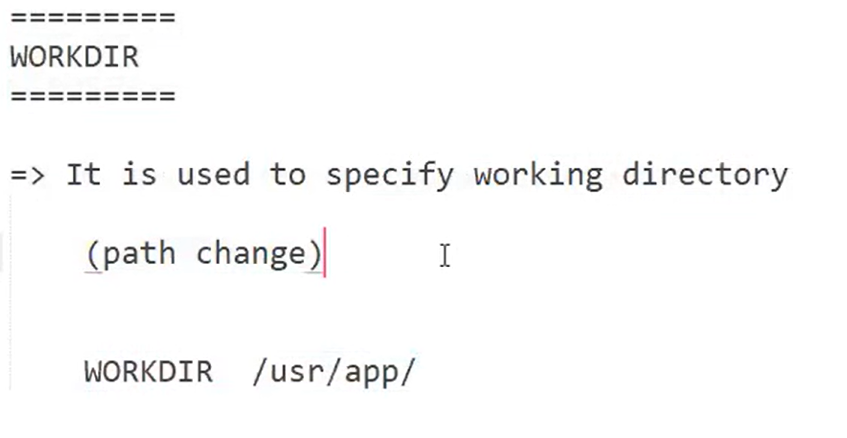 =========
WORKDIR
=========
=> It is used to specify working directory
(path change)
WORKDIR  /usr/app/